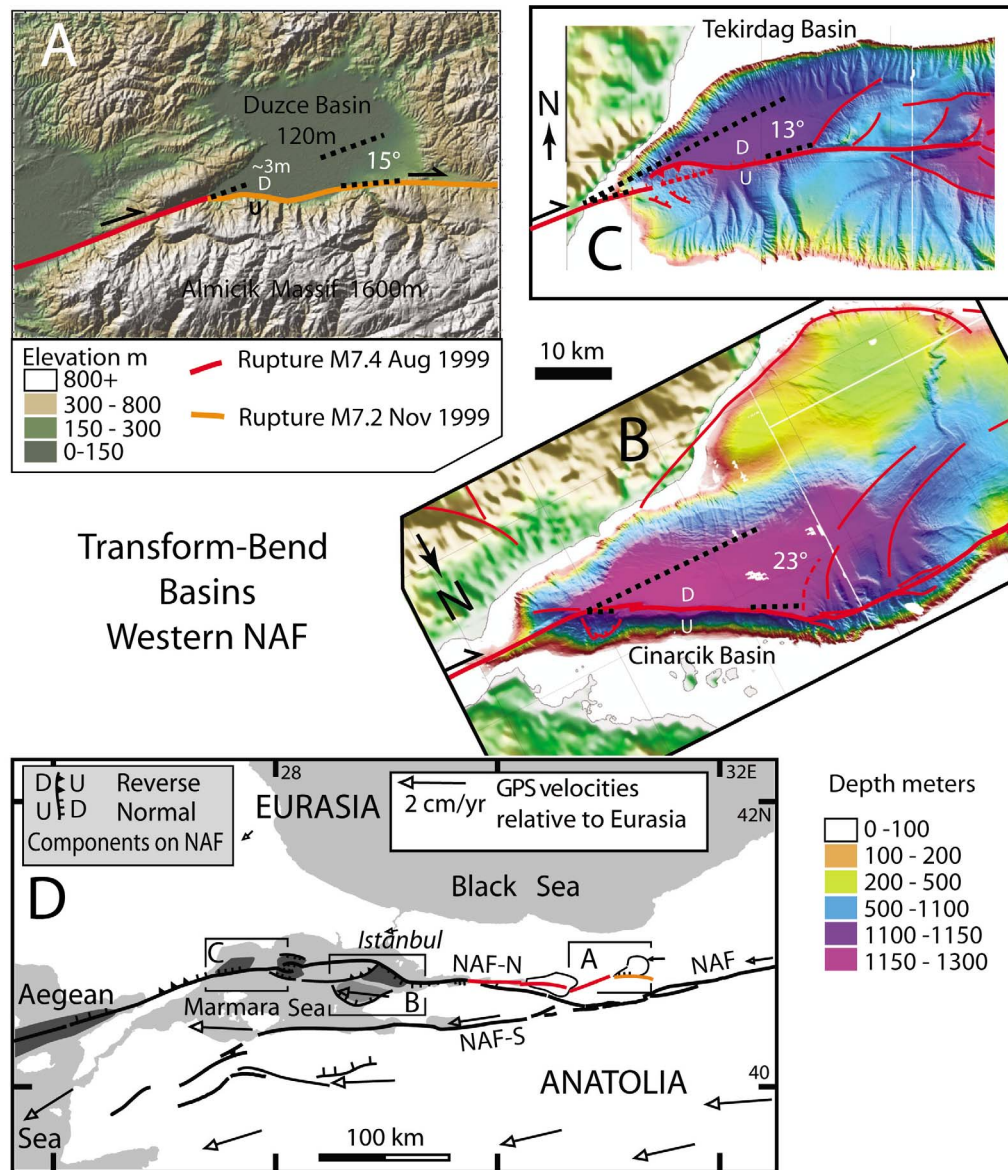 A
Duzce Basin
120m
15°
~3m
D
U
Almicik Massif 1600m
Elevation m
800+
300 - 800
150 - 300
0-150
Rupture M7.4 Aug 1999
Rupture M7.2 Nov 1999
Tekirdag Basin
N
13°
D
U
C
10 km
B
N
23°
D
U
Cinarcik Basin
Transform-Bend
Basins
Western NAF
D U Reverse
U D Normal
Components on NAF
28
EURASIA
2 cm/yr
GPS velocities
relative to Eurasia
32E
42N
D
Black Sea
Istanbul
C
A
NAF-N
NAF
Aegean
Marmara Sea
B
NAF-S
ANATOLIA
40
Sea
100 km
Depth meters
0 -100
100 - 200
200 - 500
500 -1100
1100 -1150
1150 - 1300